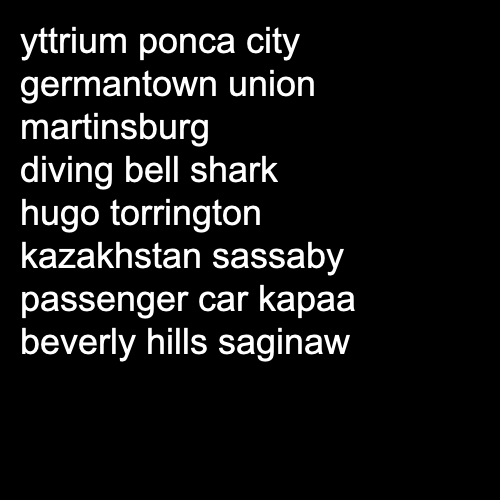 yttrium ponca city
germantown union
martinsburg
diving bell shark
hugo torrington
kazakhstan sassaby
passenger car kapaa
beverly hills saginaw